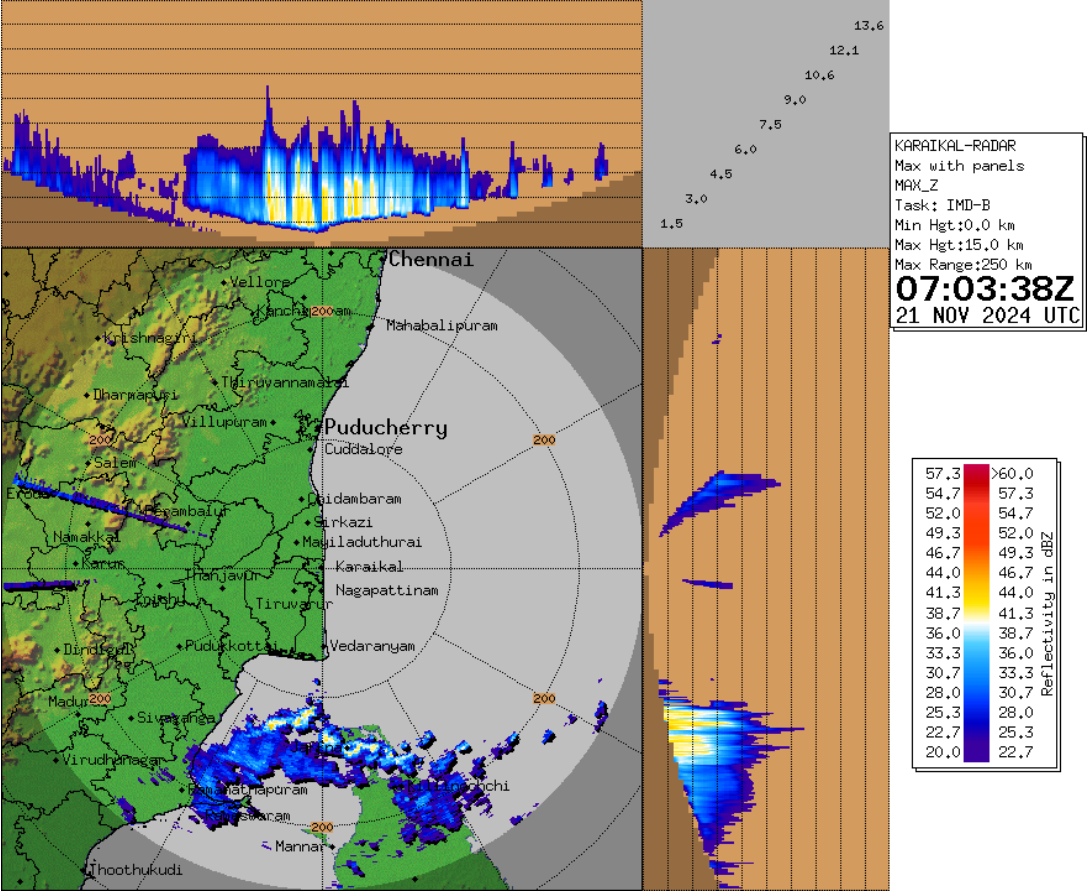 13.6
12.1
10.6
9.0
7.5
6.0
4.5
3.0
1.5
KARAIKAL-RADAR
Max with panels
MAX_Z
Task: IMD-B
Min Hgt:0.0 km
Max Hgt:15.0 km
Max Range:250 km
07:03:38Z
21 NOV 2024 UTC
Chennai
Vellore
200
Mahabalipuram
Krishnagiri
Thiruvannamalai
Dharmapuri
Villupuram
Puducherry
200
200
Cuddalore
Salem
Chidambaram
Perambalur
Sirkazi
Namakkal
Mayiladuthurai
Karur
Karaikal
Thanjavur
Nagapattinam
Tiruvarur
Pudukkottai
Vedaranyam
Dindigul
200
200
Sivaganga
Virudhunagar
Ramanathapuram
200
Mannar
Thoothukudi
57.3 >60.0
54.7 57.3
52.0 54.7
49.3 52.0
46.7 49.3
44.0 46.7
41.3 44.0
38.7 41.3
36.0 38.7
33.3 36.0
30.7 33.3
28.0 30.7
25.3 28.0
22.7 25.3
20.0 22.7
Reflectivity in dBZ